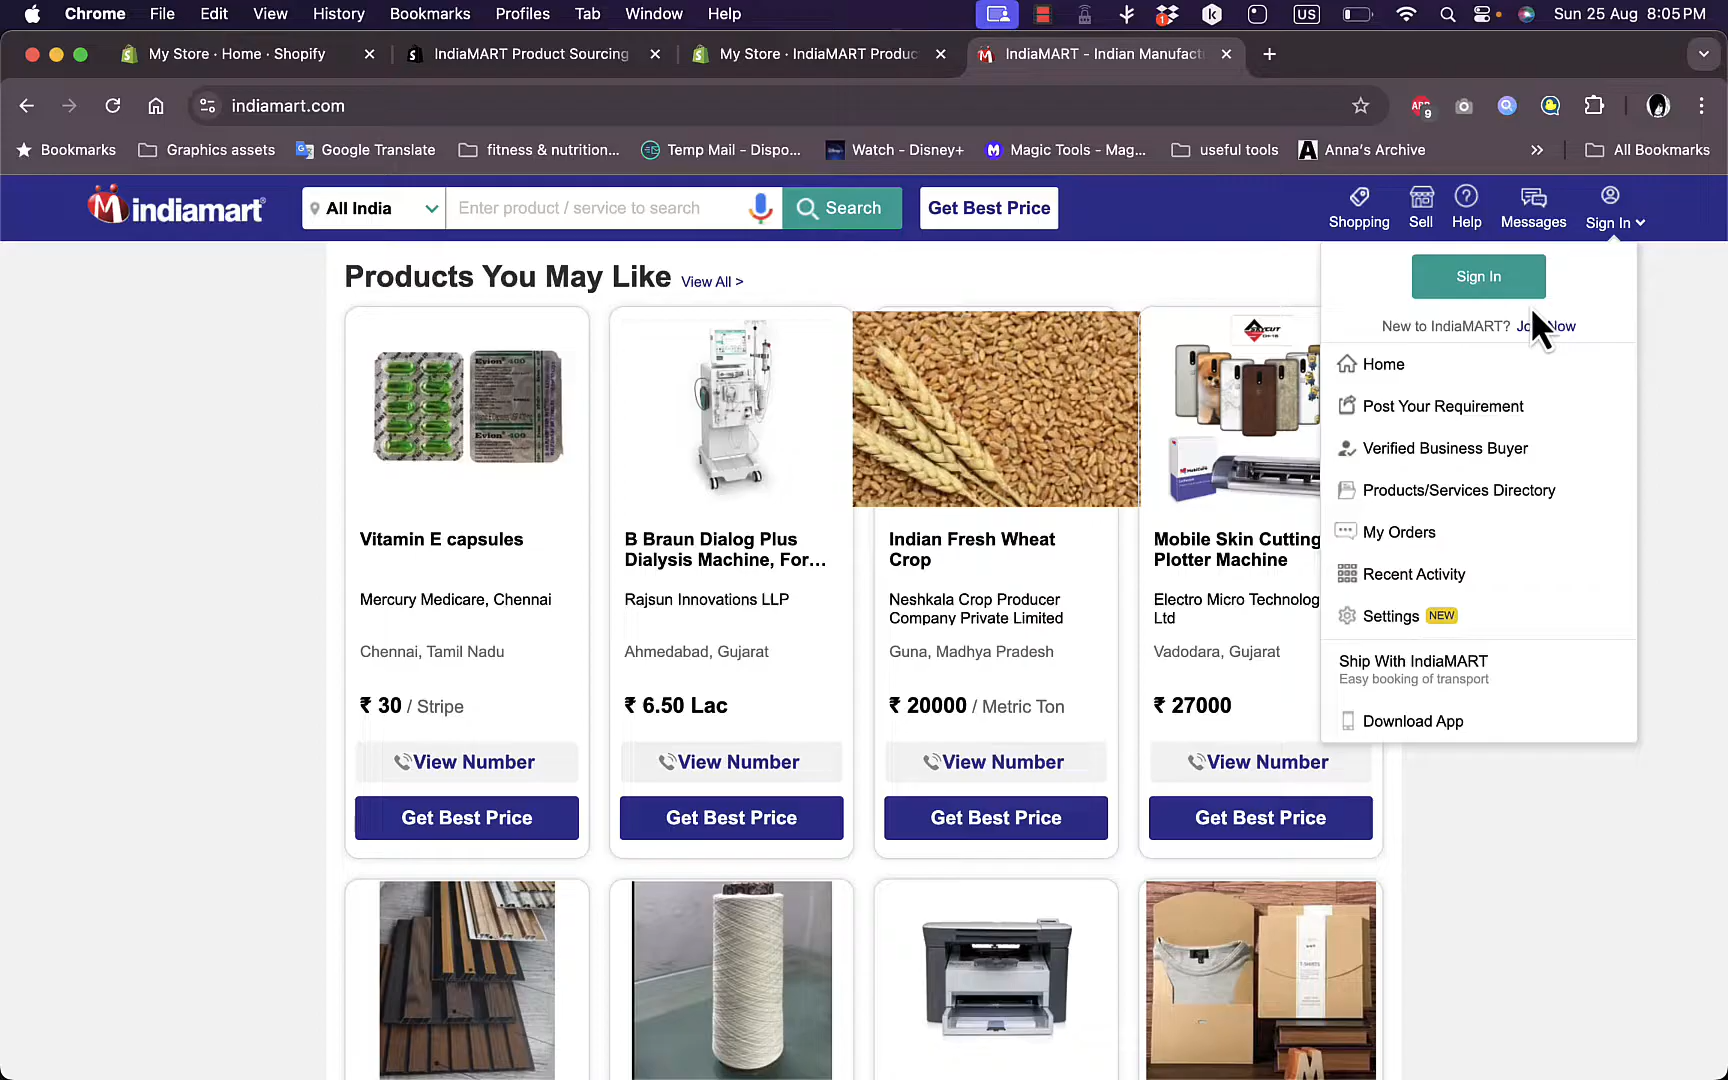 Chrome File Edit View History Bookmarks Profiles Tab Window Help US Sun 25 Aug 8:05 PM
My Store · Home · Shopify IndiaMART Product Sourcing My Store · IndiaMART Produc IndiaMART - Indian Manufact
indiamart.com
9
Bookmarks Graphics assets Google Translate fitness & nutrition... Temp Mail – Dispo... Watch – Disney+ Magic Tools – Mag... useful tools Anna's Archive All Bookmarks
indiamart All India Enter product / service to search Search Get Best Price Shopping Sell Help Messages Sign In
Products You May Like View All >
Sign In
New to IndiaMART?
Home
Post Your Requirement
Verified Business Buyer
Products/Services Directory
My Orders
Recent Activity
Settings NEW
Ship With IndiaMART
Easy booking of transport
Download App
Evion 400 Evion 400
Vitamin E capsules
Mercury Medicare, Chennai
Chennai, Tamil Nadu
₹ 30 / Stripe
View Number
Get Best Price
B Braun Dialog Plus
Dialysis Machine, For...
Rajsun Innovations LLP
Ahmedabad, Gujarat
₹ 6.50 Lac
View Number
Get Best Price
Indian Fresh Wheat
Crop
Neshkala Crop Producer
Company Private Limited
Guna, Madhya Pradesh
₹ 20000 / Metric Ton
View Number
Get Best Price
Mobile Skin Cutting
Plotter Machine
Electro Micro Technolog
Ltd
Vadodara, Gujarat
₹ 27000
View Number
Get Best Price